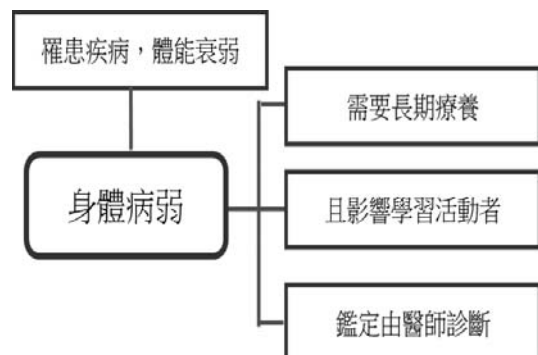 罹患疾病，體能衰弱
需要長期療養
身體病弱
且影響學習活動者
鑑定由醫師診斷